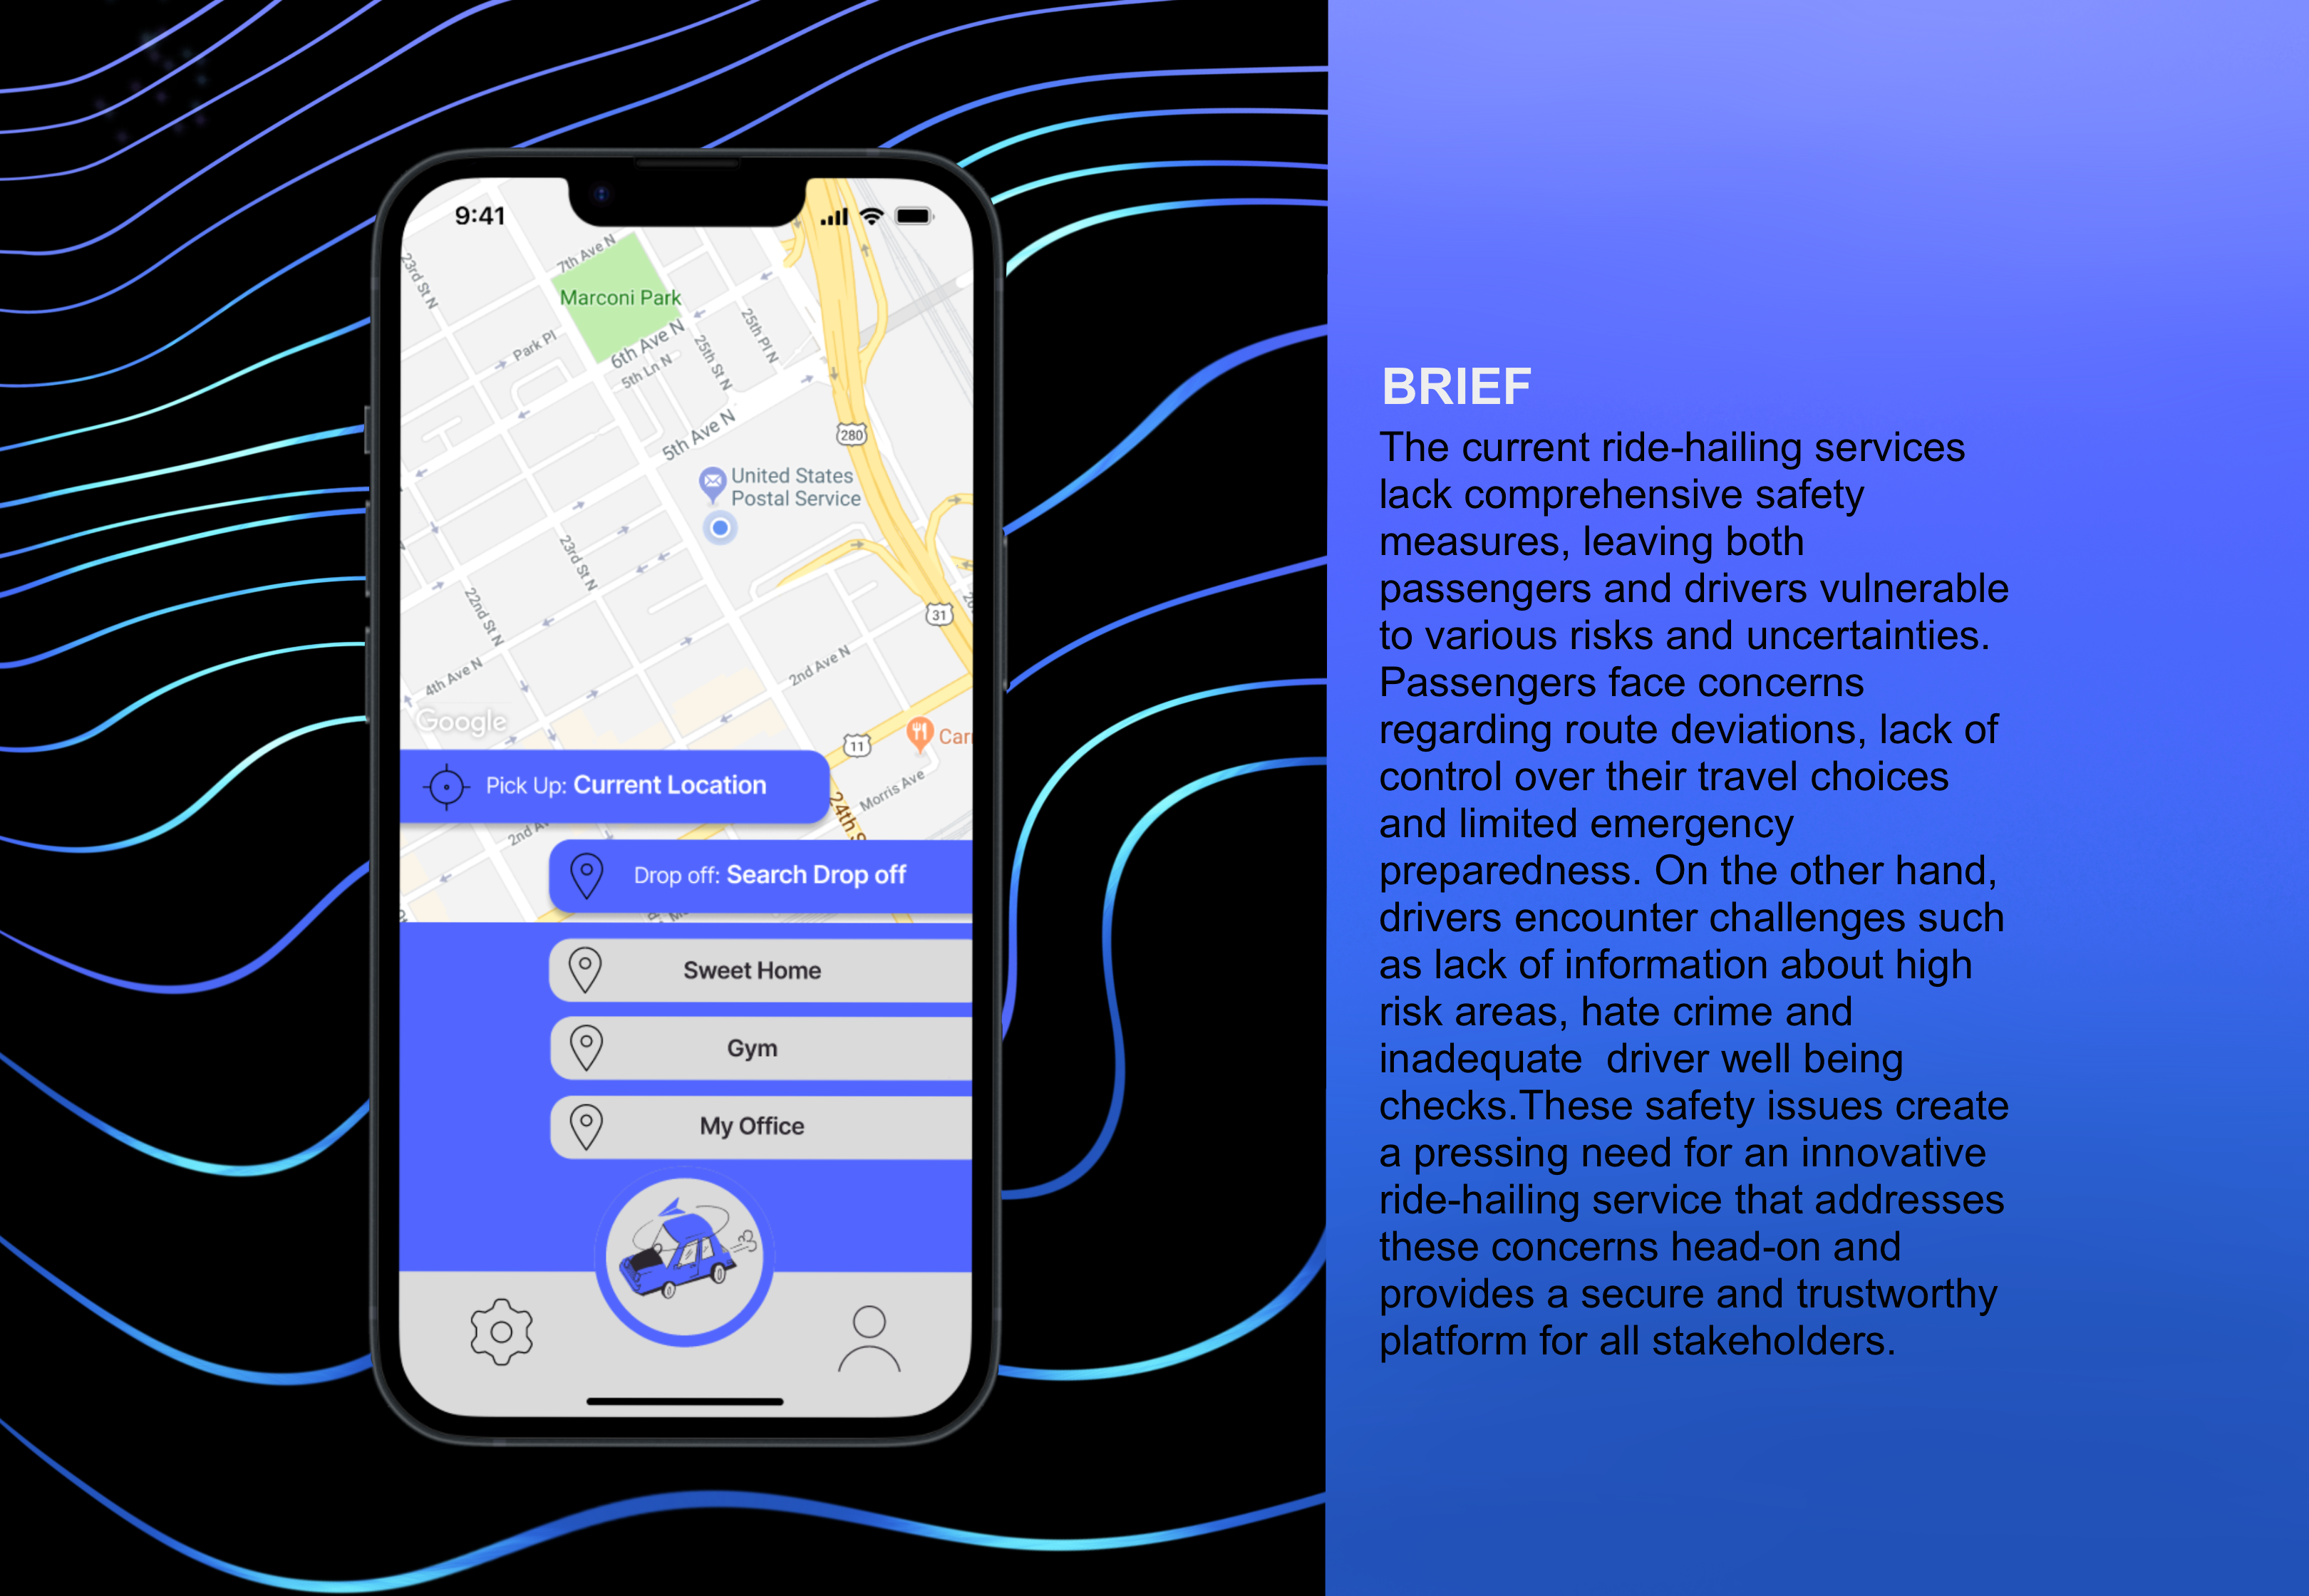 9:41
23rd St N
7th Ave N
Marconi Park
6th Ave N
Park Pl
5th Ln N
25th St N
25th Pl N
5th Ave N
280
United States
Postal Service
23rd St N
22nd St N
31
2nd Ave N
4th Ave N
Google
11
Carr
Morris Ave
24th S
Pick Up: Current Location
2nd Av
Drop off: Search Drop off
Sweet Home
Gym
My Office
BRIEF
The current ride-hailing services
lack comprehensive safety
measures, leaving both
passengers and drivers vulnerable
to various risks and uncertainties.
Passengers face concerns
regarding route deviations, lack of
control over their travel choices
and limited emergency
preparedness. On the other hand,
drivers encounter challenges such
as lack of information about high
risk areas, hate crime and
inadequate  driver well being
checks.These safety issues create
a pressing need for an innovative
ride-hailing service that addresses
these concerns head-on and
provides a secure and trustworthy
platform for all stakeholders.